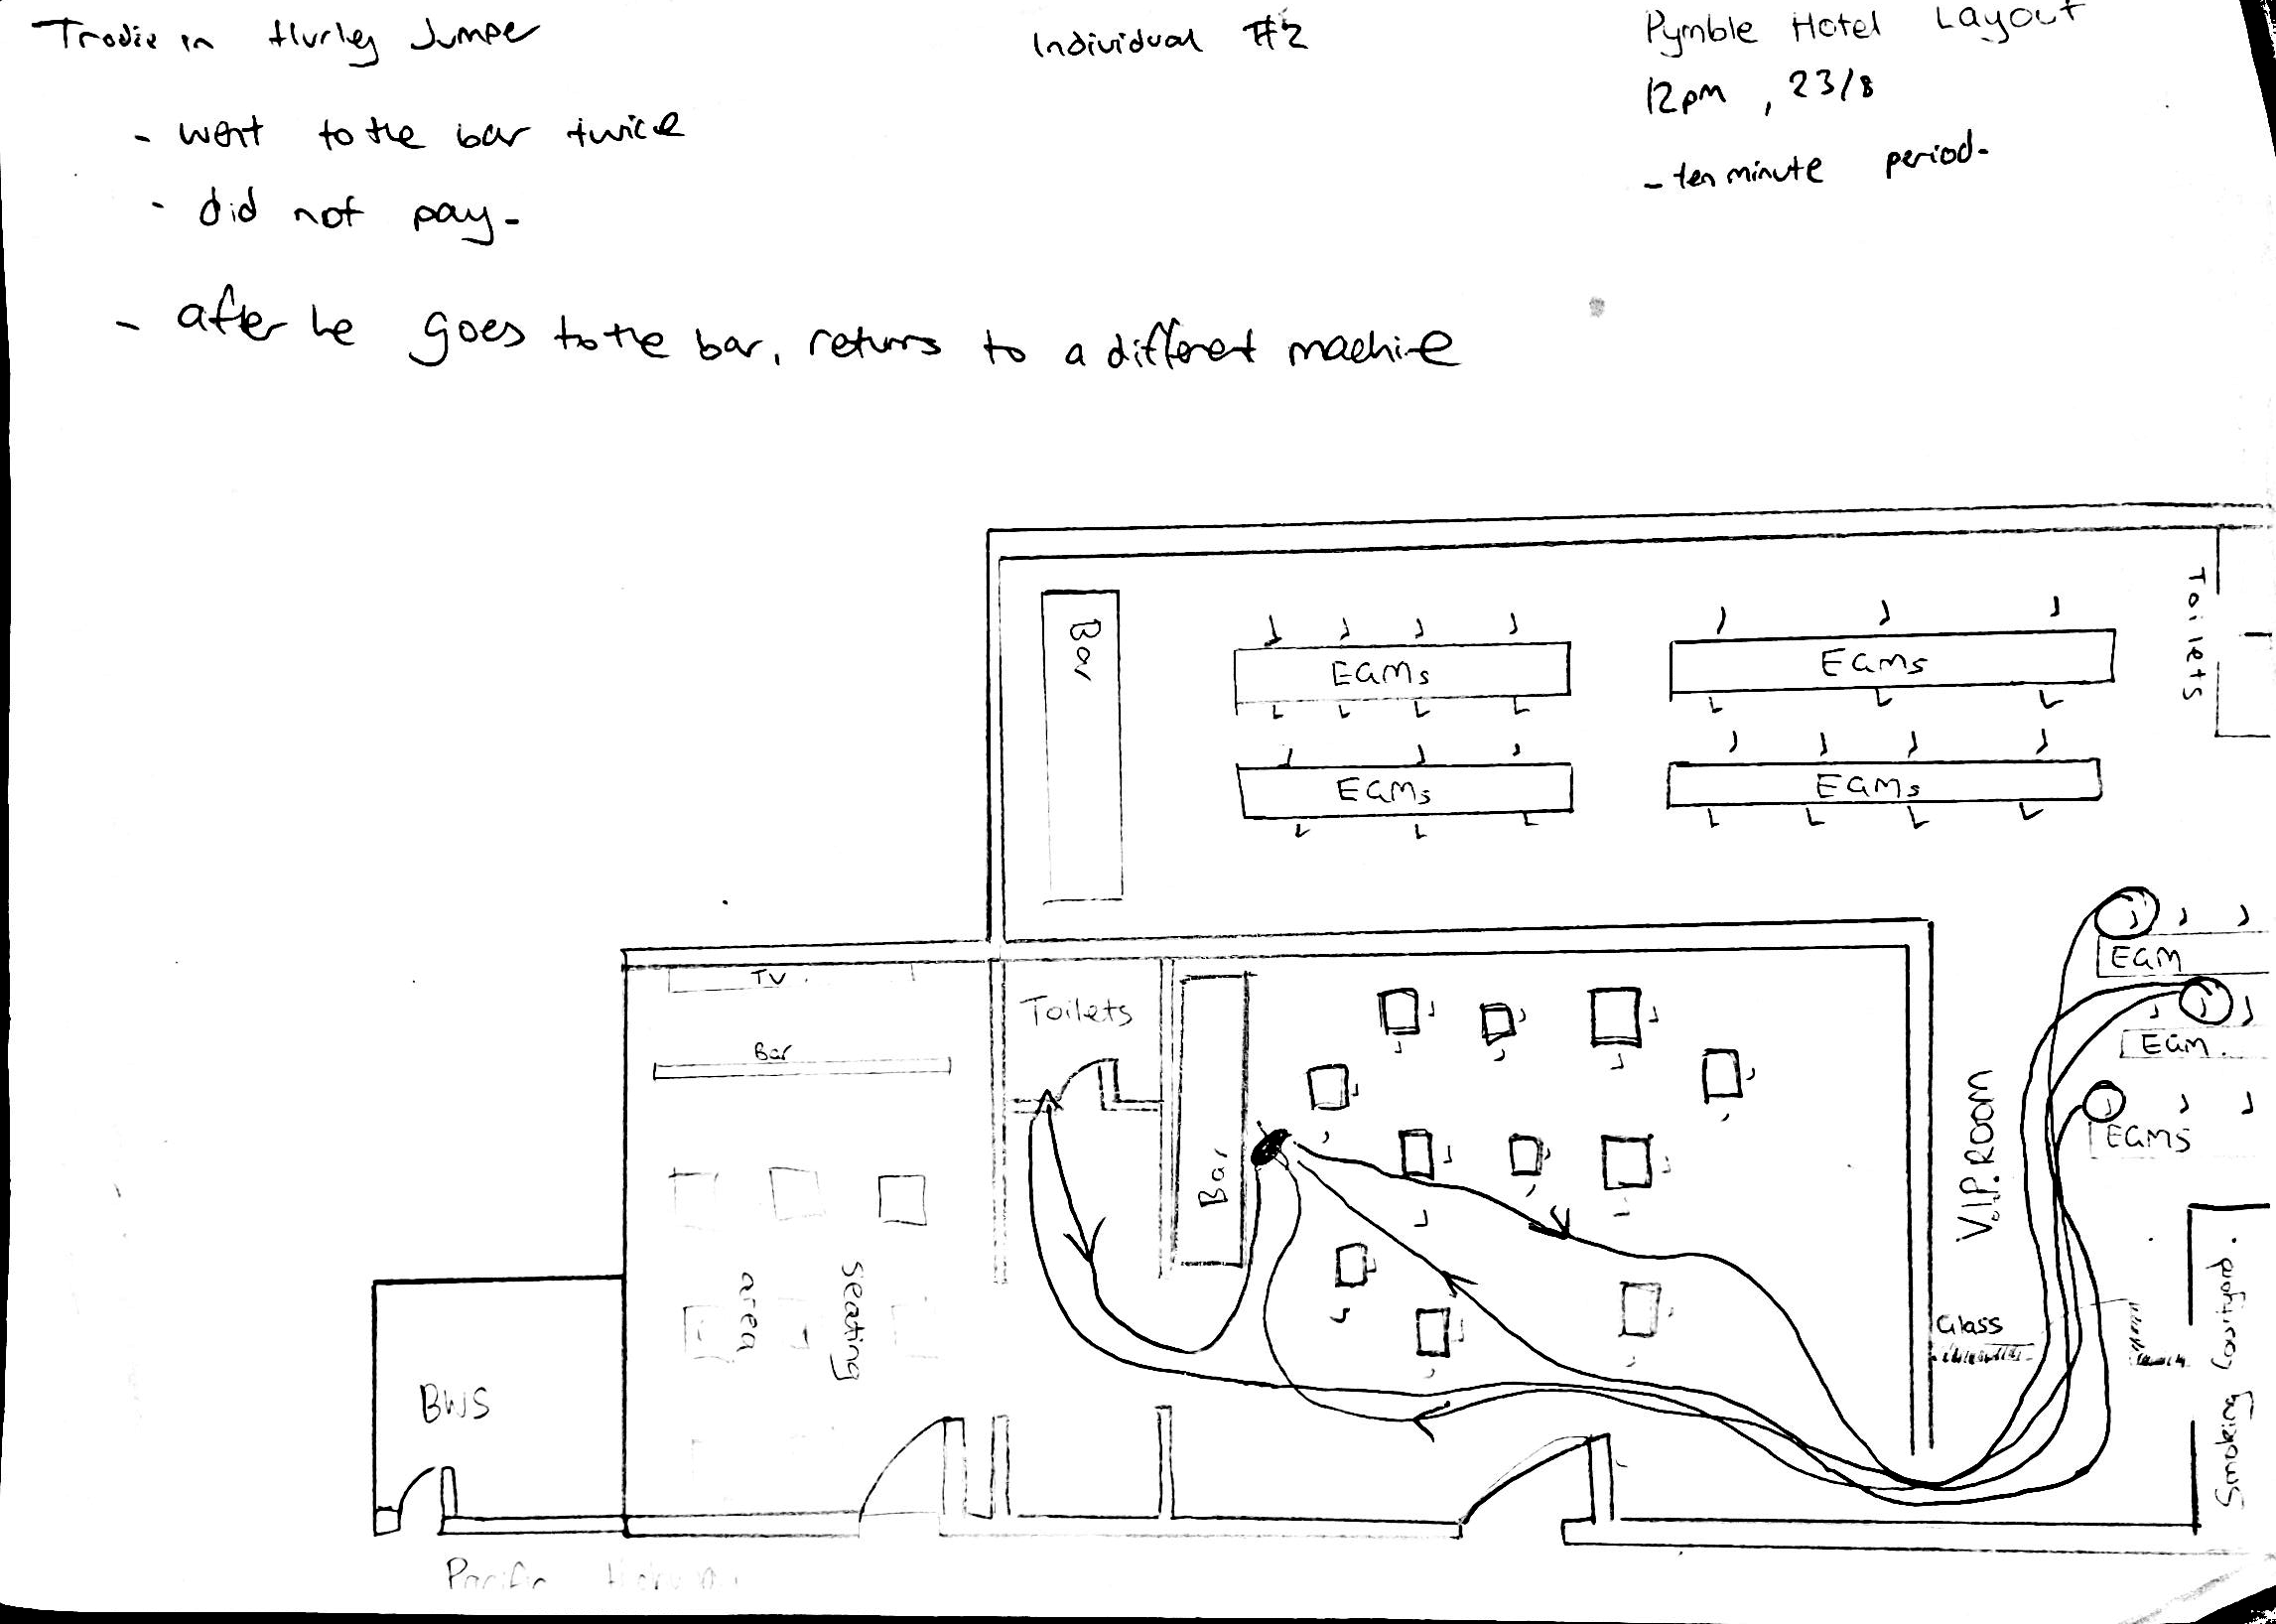 Tradie in Hurley Jumper
Individual #2
Pymble Hotel Layout
12pm, 23/8
- ten minute period-
- went to the bar twice
- did not pay-
- after he goes to the bar, returns to a different machine
Bar
EGMs
EGMs
Toilets
EGMs
EGMs
EGM
TV
Toilets
EGM.
Bar
EGMs
V.I.P. ROOM
Bar
Seating
area
Glass
Smoking Courtyard.
BWS
Pacific